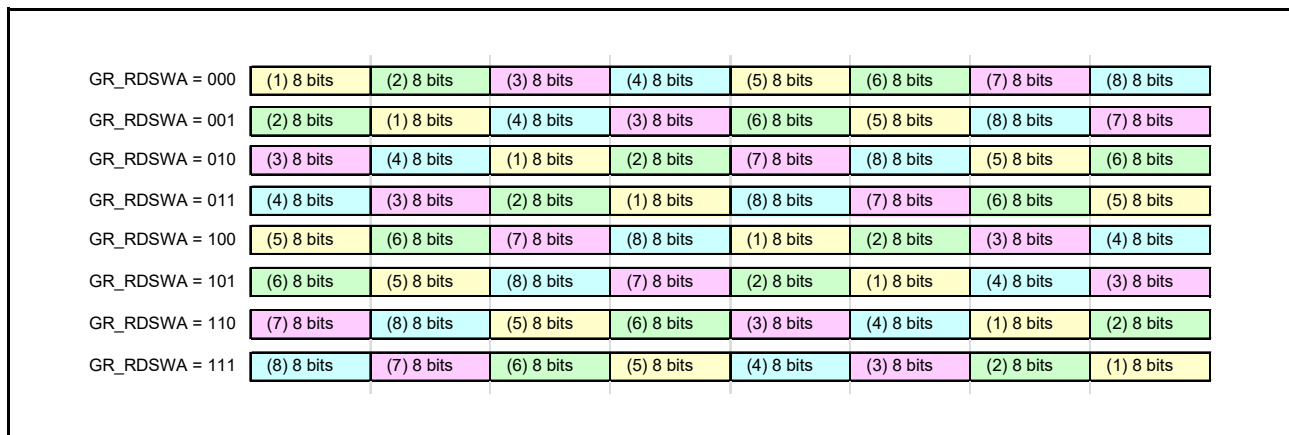 GR_RDSWA = 000 (1) 8 bits (2) 8 bits (3) 8 bits (4) 8 bits (5) 8 bits (6) 8 bits (7) 8 bits (8) 8 bits
GR_RDSWA = 001 (2) 8 bits (1) 8 bits (4) 8 bits (3) 8 bits (6) 8 bits (5) 8 bits (8) 8 bits (7) 8 bits
GR_RDSWA = 010 (3) 8 bits (4) 8 bits (1) 8 bits (2) 8 bits (7) 8 bits (8) 8 bits (5) 8 bits (6) 8 bits
GR_RDSWA = 011 (4) 8 bits (3) 8 bits (2) 8 bits (1) 8 bits (8) 8 bits (7) 8 bits (6) 8 bits (5) 8 bits
GR_RDSWA = 100 (5) 8 bits (6) 8 bits (7) 8 bits (8) 8 bits (1) 8 bits (2) 8 bits (3) 8 bits (4) 8 bits
GR_RDSWA = 101 (6) 8 bits (5) 8 bits (8) 8 bits (7) 8 bits (2) 8 bits (1) 8 bits (4) 8 bits (3) 8 bits
GR_RDSWA = 110 (7) 8 bits (8) 8 bits (5) 8 bits (6) 8 bits (3) 8 bits (4) 8 bits (1) 8 bits (2) 8 bits
GR_RDSWA = 111 (8) 8 bits (7) 8 bits (6) 8 bits (5) 8 bits (4) 8 bits (3) 8 bits (2) 8 bits (1) 8 bits